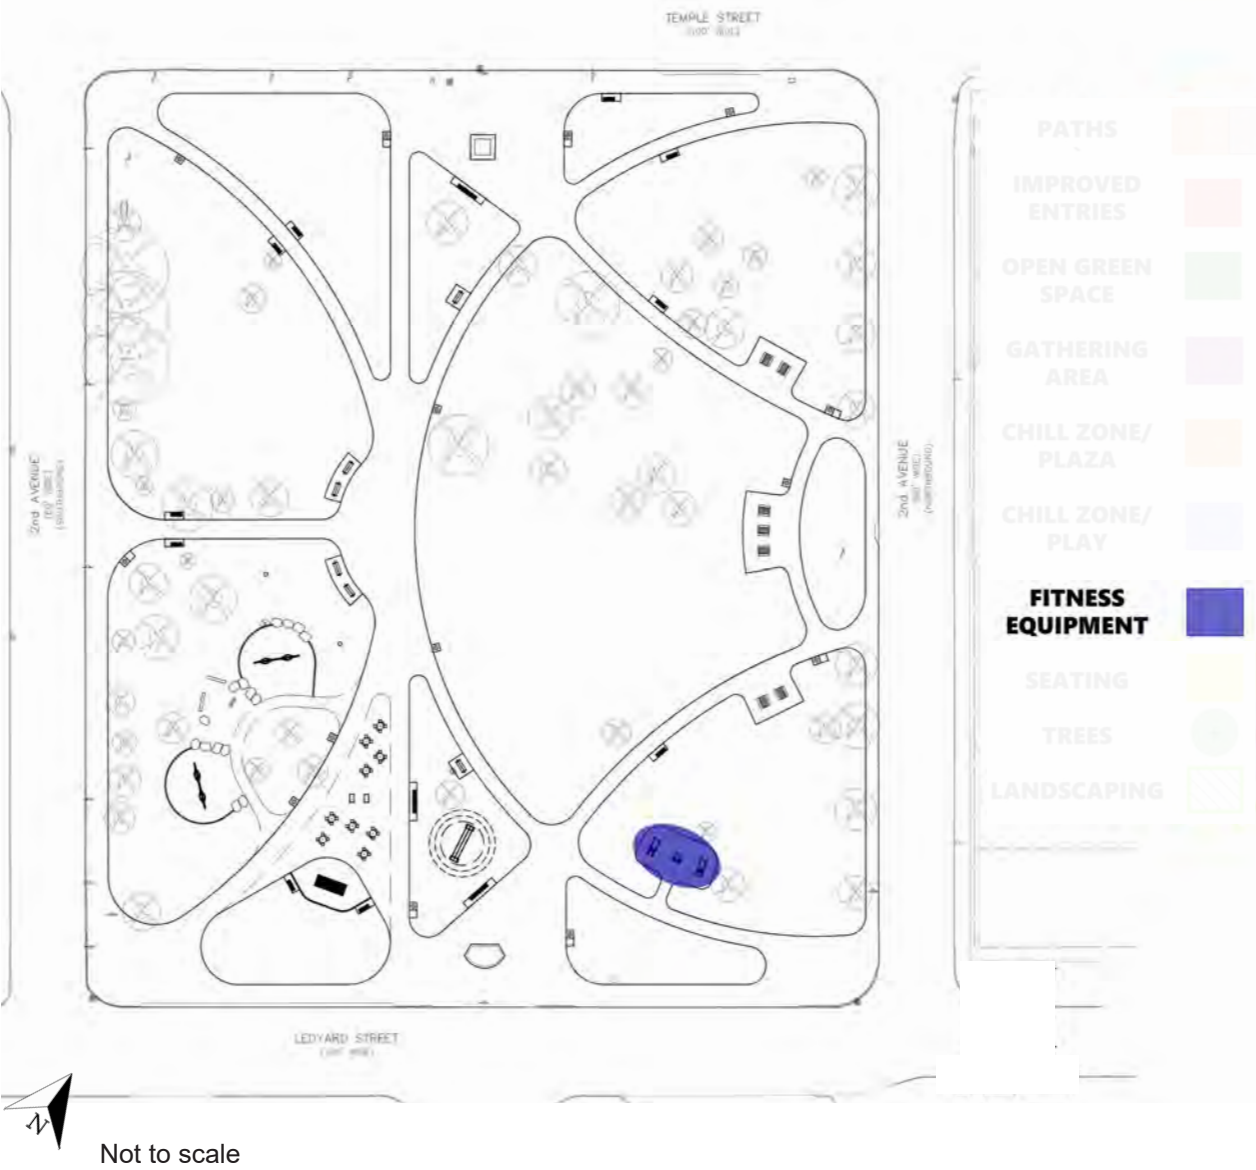 TEMPLE STREET
PATHS
IMPROVED
ENTRIES
OPEN GREEN
SPACE
GATHERING
AREA
CHILL ZONE/
PLAZA
CHILL ZONE/
PLAY
FITNESS
EQUIPMENT
SEATING
TREES
LANDSCAPING
2nd AVENUE
2nd AVENUE
LEDYARD STREET
N
Not to scale